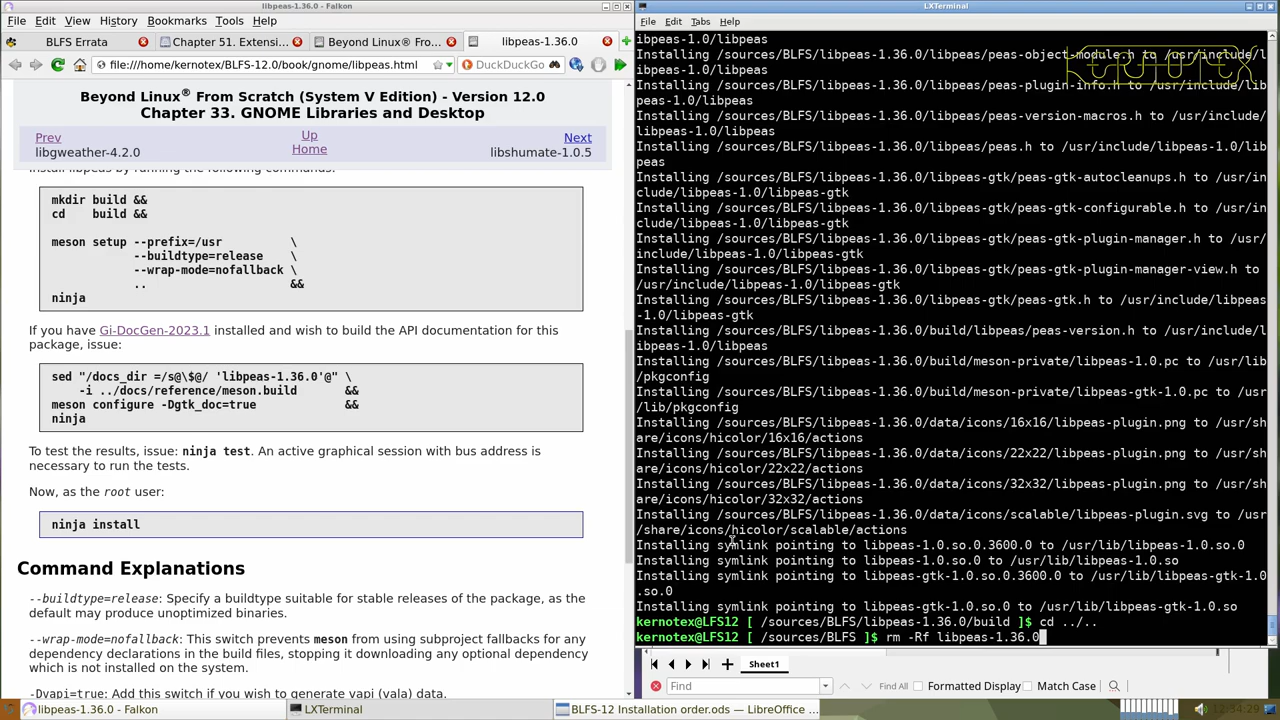 libpeas-1.36.0 - Falkon
File Edit View History Bookmarks Tools Help
BLFS Errata
Chapter 51. Extensi...
Beyond Linux® Fro...
libpeas-1.36.0
file:///home/kernotex/BLFS-12.0/book/gnome/libpeas.html
DuckDuckGo
Beyond Linux® From Scratch (System V Edition) - Version 12.0
Chapter 33. GNOME Libraries and Desktop
Prev
Up
Next
libgweather-4.2.0
Home
libshumate-1.0.5
Install libpeas by running the following commands:
mkdir build &&
cd    build &&
meson setup --prefix=/usr          \
            --buildtype=release    \
            --wrap-mode=nofallback \
            ..                     &&
ninja
If you have Gi-DocGen-2023.1 installed and wish to build the API documentation for this
package, issue:
sed "/docs_dir =/s@\$@/ 'libpeas-1.36.0'@" \
    -i ../docs/reference/meson.build       &&
meson configure -Dgtk_doc=true             &&
ninja
To test the results, issue: ninja test. An active graphical session with bus address is
necessary to run the tests.
Now, as the root user:
ninja install
Command Explanations
--buildtype=release: Specify a buildtype suitable for stable releases of the package, as the
default may produce unoptimized binaries.
--wrap-mode=nofallback: This switch prevents meson from using subproject fallbacks for any
dependency declarations in the build files, stopping it downloading any optional dependency
which is not installed on the system.
-Dvapi=true: Add this switch if you wish to generate vapi (vala) data.
LXTerminal
File Edit Tabs Help
ibpeas-1.0/libpeas
Installing /sources/BLFS/libpeas-1.36.0/libpeas/peas-object-module.h to /usr/include/l
ibpeas-1.0/libpeas
Installing /sources/BLFS/libpeas-1.36.0/libpeas/peas-plugin-info.h to /usr/include/lib
peas-1.0/libpeas
Installing /sources/BLFS/libpeas-1.36.0/libpeas/peas-version-macros.h to /usr/include/
libpeas-1.0/libpeas
Installing /sources/BLFS/libpeas-1.36.0/libpeas/peas.h to /usr/include/libpeas-1.0/lib
peas
Installing /sources/BLFS/libpeas-1.36.0/libpeas-gtk/peas-gtk-autocleanups.h to /usr/in
clude/libpeas-1.0/libpeas-gtk
Installing /sources/BLFS/libpeas-1.36.0/libpeas-gtk/peas-gtk-configurable.h to /usr/in
clude/libpeas-1.0/libpeas-gtk
Installing /sources/BLFS/libpeas-1.36.0/libpeas-gtk/peas-gtk-plugin-manager.h to /usr/
include/libpeas-1.0/libpeas-gtk
Installing /sources/BLFS/libpeas-1.36.0/libpeas-gtk/peas-gtk-plugin-manager-view.h to
/usr/include/libpeas-1.0/libpeas-gtk
Installing /sources/BLFS/libpeas-1.36.0/libpeas-gtk/peas-gtk.h to /usr/include/libpeas
-1.0/libpeas-gtk
Installing /sources/BLFS/libpeas-1.36.0/build/libpeas/peas-version.h to /usr/include/l
ibpeas-1.0/libpeas
Installing /sources/BLFS/libpeas-1.36.0/build/meson-private/libpeas-1.0.pc to /usr/lib
/pkgconfig
Installing /sources/BLFS/libpeas-1.36.0/build/meson-private/libpeas-gtk-1.0.pc to /usr
/lib/pkgconfig
Installing /sources/BLFS/libpeas-1.36.0/data/icons/16x16/libpeas-plugin.png to /usr/sh
are/icons/hicolor/16x16/actions
Installing /sources/BLFS/libpeas-1.36.0/data/icons/22x22/libpeas-plugin.png to /usr/sh
are/icons/hicolor/22x22/actions
Installing /sources/BLFS/libpeas-1.36.0/data/icons/32x32/libpeas-plugin.png to /usr/sh
are/icons/hicolor/32x32/actions
Installing /sources/BLFS/libpeas-1.36.0/data/icons/scalable/libpeas-plugin.svg to /usr
/share/icons/hicolor/scalable/actions
Installing symlink pointing to libpeas-1.0.so.0.3600.0 to /usr/lib/libpeas-1.0.so.0
Installing symlink pointing to libpeas-1.0.so.0 to /usr/lib/libpeas-1.0.so
Installing symlink pointing to libpeas-gtk-1.0.so.0.3600.0 to /usr/lib/libpeas-gtk-1.0
.so.0
Installing symlink pointing to libpeas-gtk-1.0.so.0 to /usr/lib/libpeas-gtk-1.0.so
kernotex@LFS12 [ /sources/BLFS/libpeas-1.36.0/build ]$ cd ../..
kernotex@LFS12 [ /sources/BLFS ]$ rm -Rf libpeas-1.36.0
Sheet1
Find
Find All
Formatted Display
Match Case
libpeas-1.36.0 - Falkon
LXTerminal
BLFS-12 Installation order.ods — LibreOffice ...
12:34:29